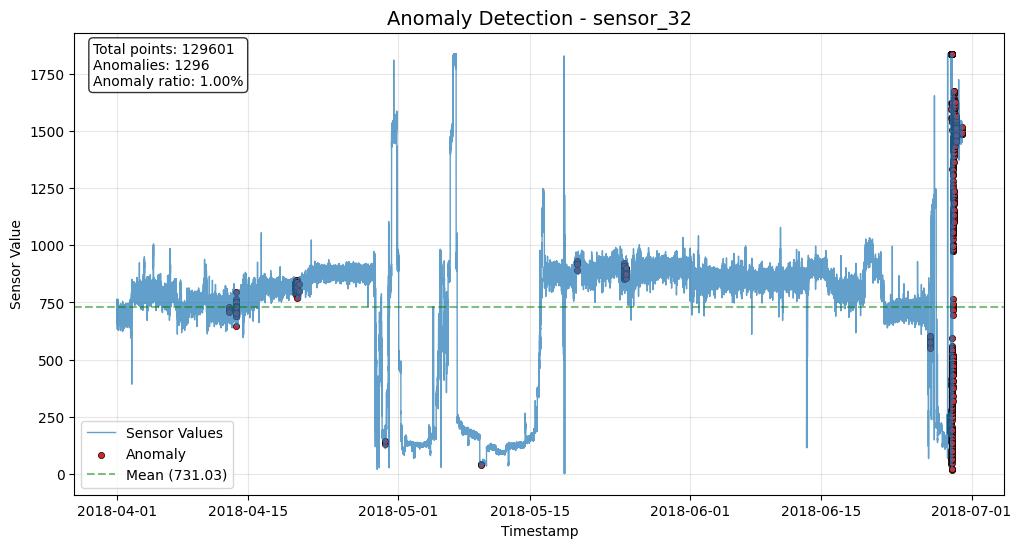 Anomaly Detection - sensor_32
Total points: 129601
Anomalies: 1296
Anomaly ratio: 1.00%
Sensor Value
1750
1500
1250
1000
750
500
250
0
Sensor Values
Anomaly
Mean (731.03)
2018-04-01
2018-04-15
2018-05-01
2018-05-15
2018-06-01
2018-06-15
2018-07-01
Timestamp